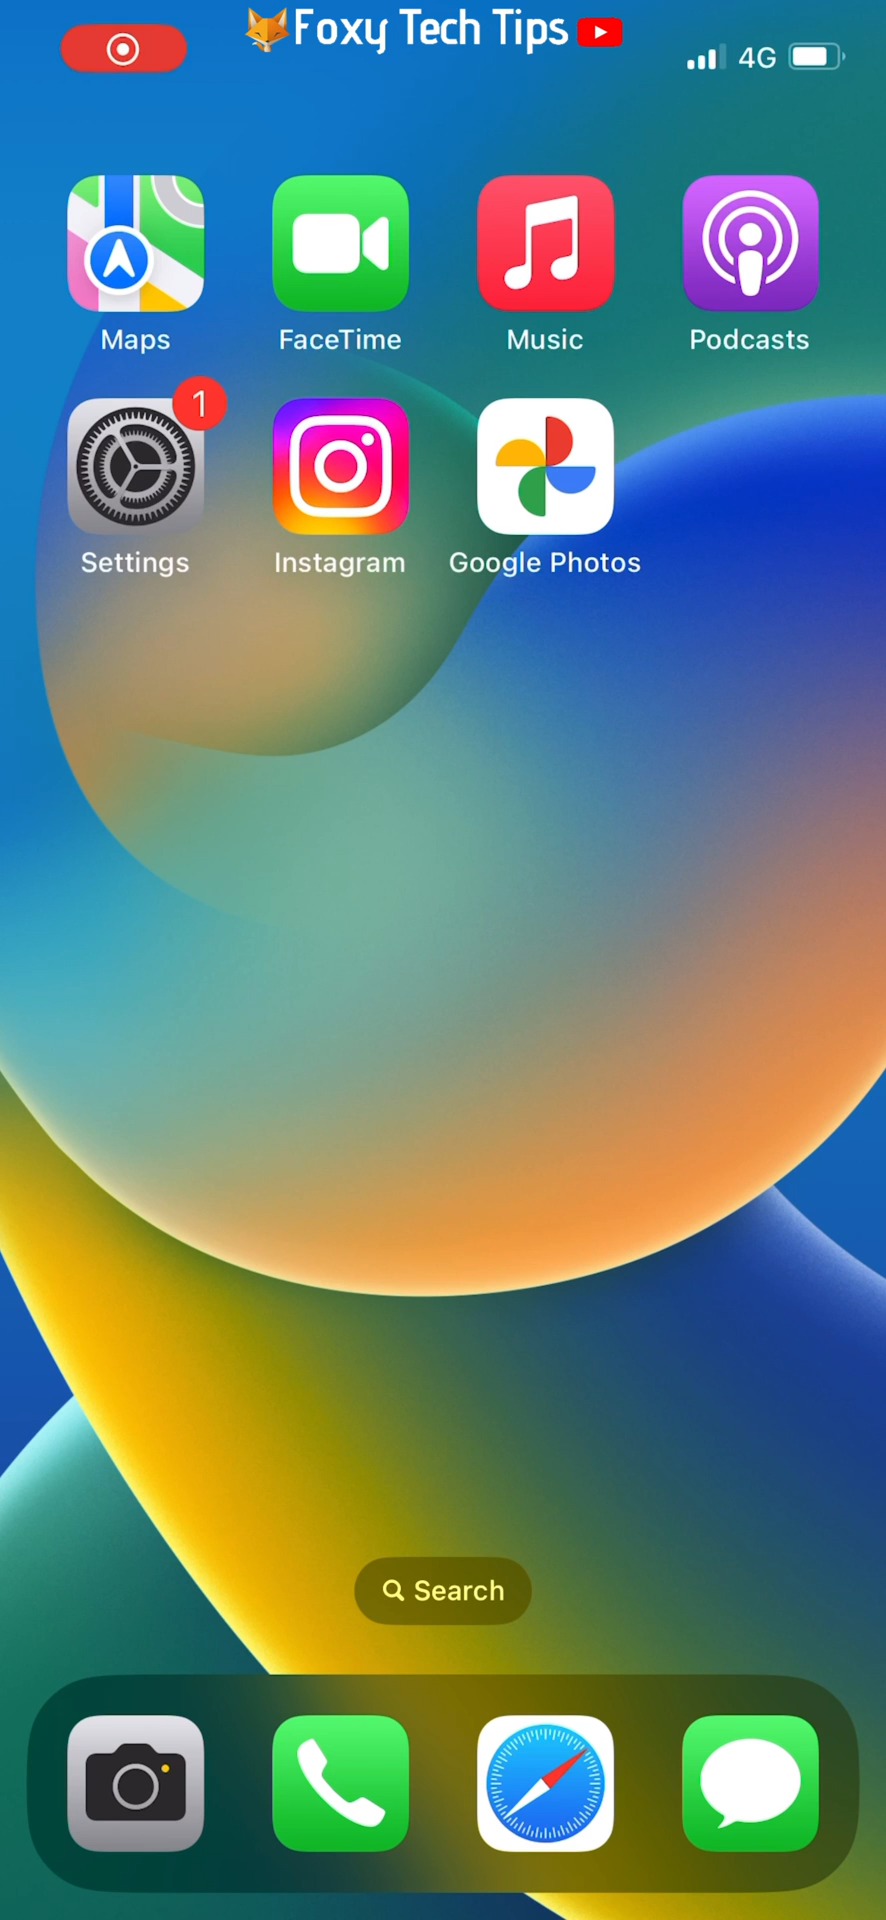 Foxy Tech Tips
4G
Maps
FaceTime
Music
Podcasts
1
Settings
Instagram
Google Photos
Search